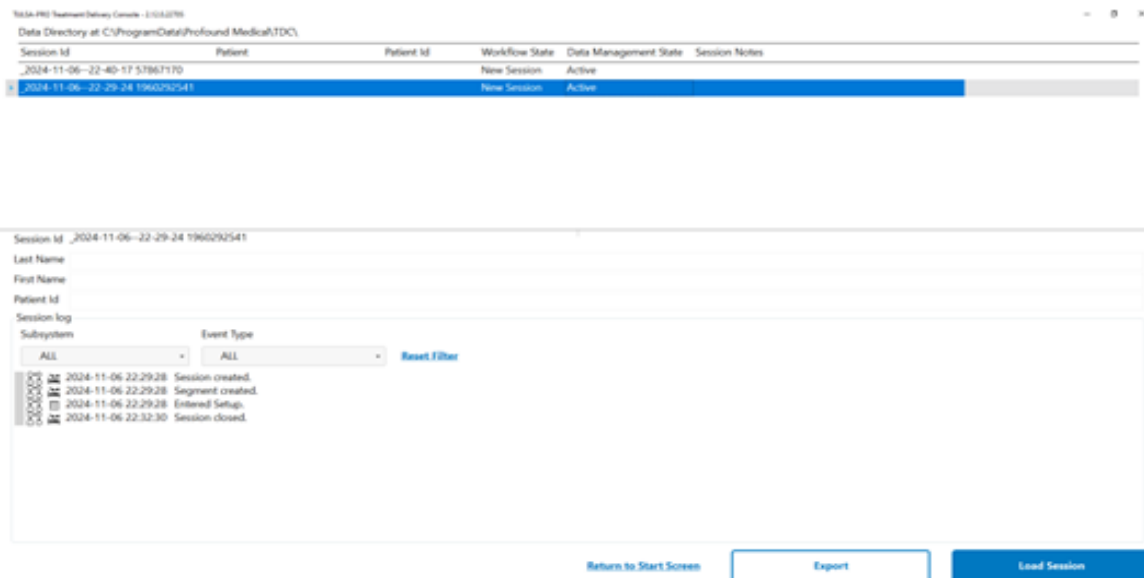 TULSA-PRO Treatment Delivery Console - 2.12.0.22705
Data Directory at C:\ProgramData\Profound Medical\TDC\
Session Id Patient Patient Id Workflow State Data Management State Session Notes
_2024-11-06--22-40-17 57867170 New Session Active
_2024-11-06--22-29-24 1960292541 New Session Active
Session Id _2024-11-06--22-29-24 1960292541
Last Name
First Name
Patient Id
Session log
Subsystem Event Type
ALL ALL Reset Filter
2024-11-06 22:29:28 Session created.
2024-11-06 22:29:28 Segment created.
2024-11-06 22:29:28 Entered Setup.
2024-11-06 22:32:30 Session closed.
Return to Start Screen Export Load Session